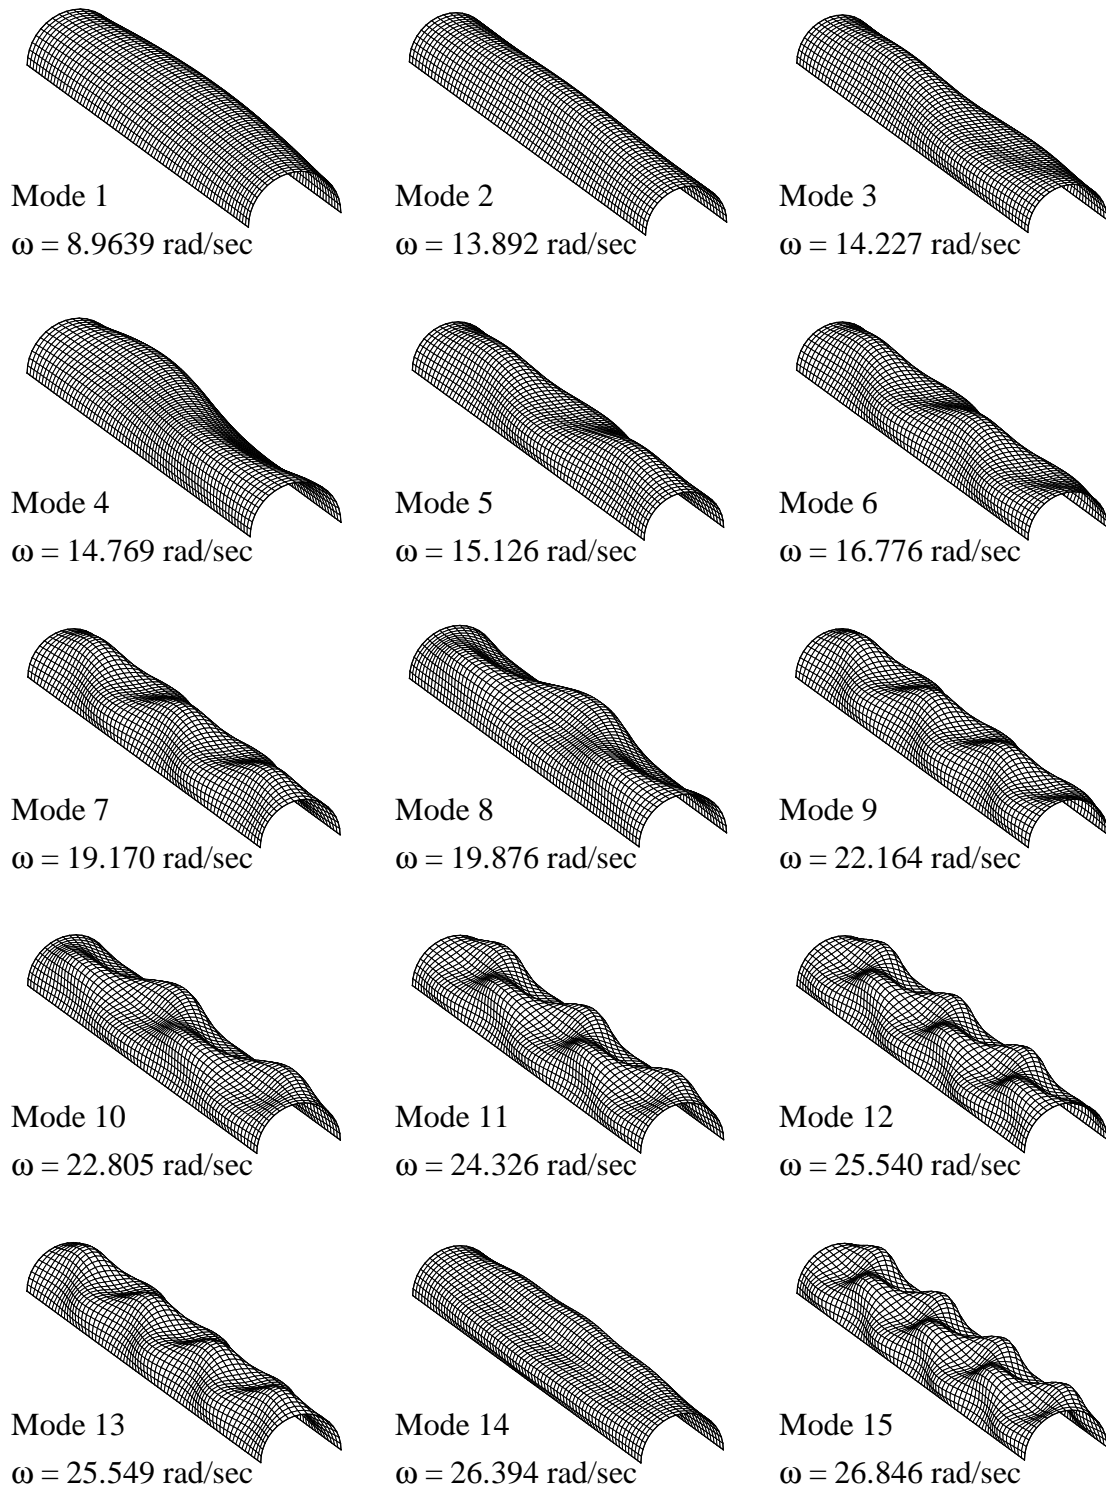 Mode 1
ω = 8.9639 rad/sec
Mode 2
ω = 13.892 rad/sec
Mode 3
ω = 14.227 rad/sec
Mode 4
ω = 14.769 rad/sec
Mode 5
ω = 15.126 rad/sec
Mode 6
ω = 16.776 rad/sec
Mode 7
ω = 19.170 rad/sec
Mode 8
ω = 19.876 rad/sec
Mode 9
ω = 22.164 rad/sec
Mode 10
ω = 22.805 rad/sec
Mode 11
ω = 24.326 rad/sec
Mode 12
ω = 25.540 rad/sec
Mode 13
ω = 25.549 rad/sec
Mode 14
ω = 26.394 rad/sec
Mode 15
ω = 26.846 rad/sec